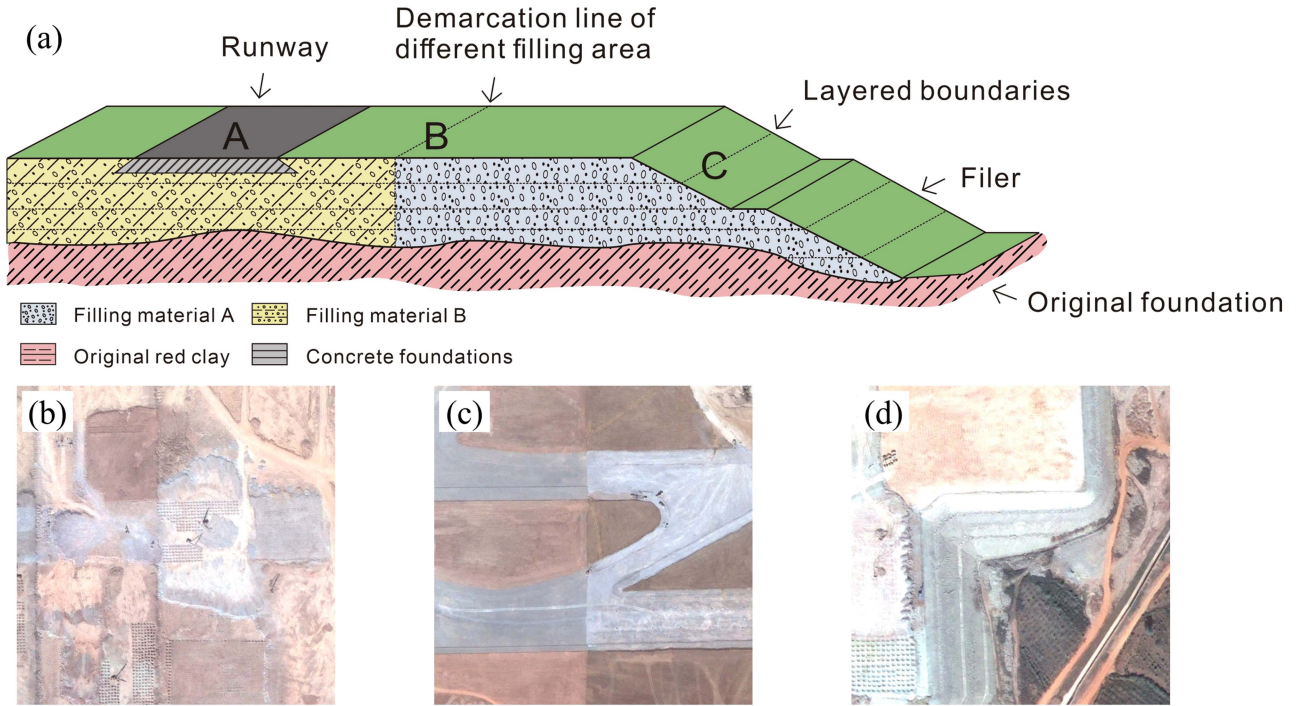 (a)
Runway
Demarcation line of
different filling area
Layered boundaries
Filer
Original foundation
A
B
C
Filling material A
Filling material B
Original red clay
Concrete foundations
(b)
(c)
(d)